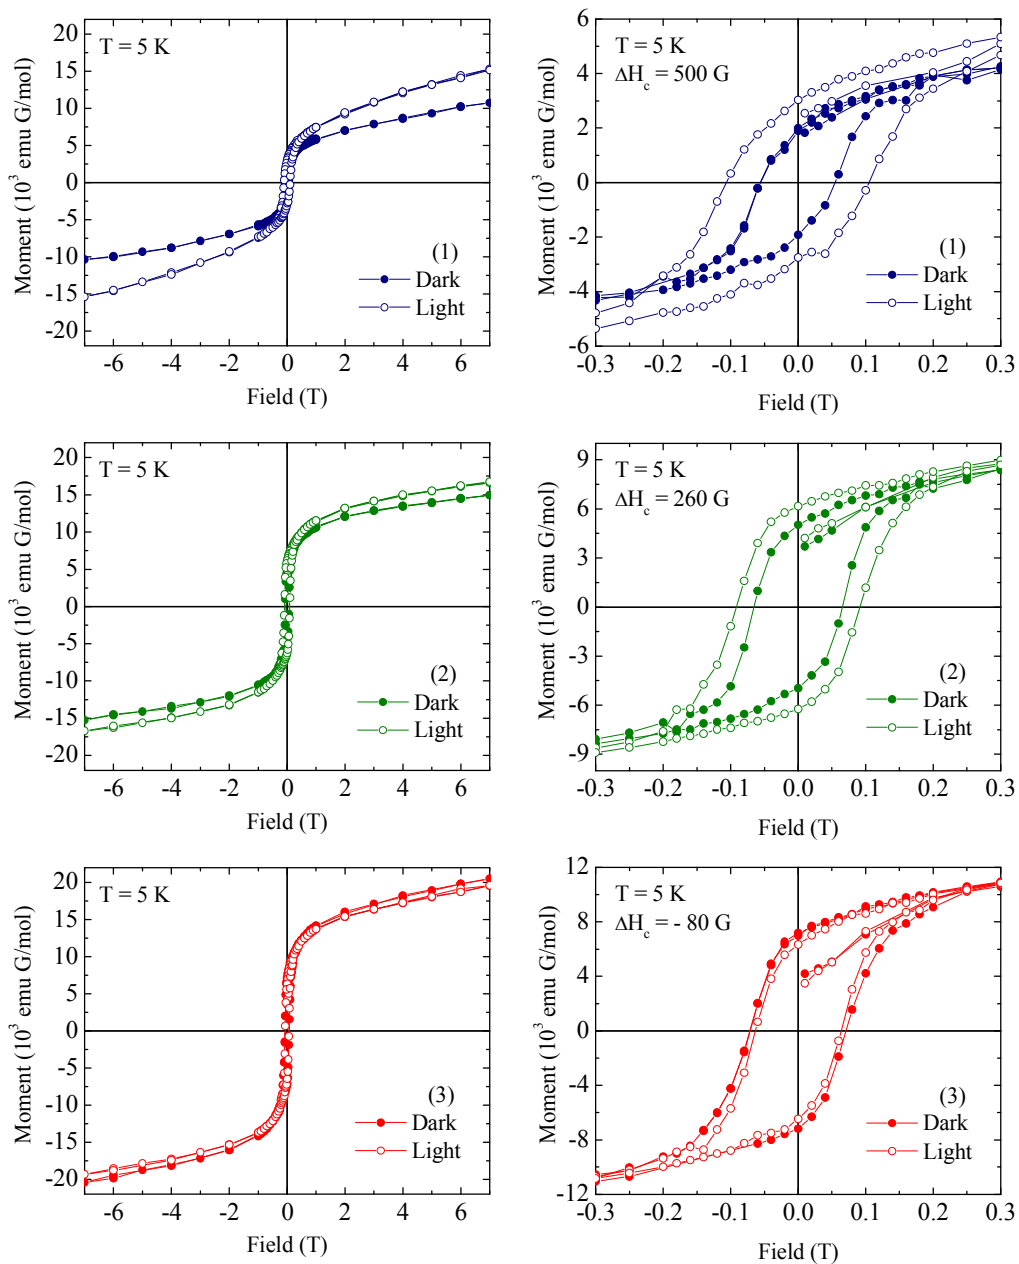 20
15
10
5
0
-5
-10
-15
-20
T = 5 K
(1)
Dark
Light
-6 -4 -2 0 2 4 6
Field (T)
Moment (10³ emu G/mol)
6
4
2
0
-2
-4
-6
T = 5 K
ΔH_c = 500 G
(1)
Dark
Light
-0.3 -0.2 -0.1 0.0 0.1 0.2 0.3
Field (T)
Moment (10³ emu G/mol)
20
15
10
5
0
-5
-10
-15
-20
T = 5 K
(2)
Dark
Light
-6 -4 -2 0 2 4 6
Field (T)
Moment (10³ emu G/mol)
9
6
3
0
-3
-6
-9
T = 5 K
ΔH_c = 260 G
(2)
Dark
Light
-0.3 -0.2 -0.1 0.0 0.1 0.2 0.3
Field (T)
Moment (10³ emu G/mol)
20
15
10
5
0
-5
-10
-15
-20
T = 5 K
(3)
Dark
Light
-6 -4 -2 0 2 4 6
Field (T)
Moment (10³ emu G/mol)
12
8
4
0
-4
-8
-12
T = 5 K
ΔH_c = - 80 G
(3)
Dark
Light
-0.3 -0.2 -0.1 0.0 0.1 0.2 0.3
Field (T)
Moment (10³ emu G/mol)